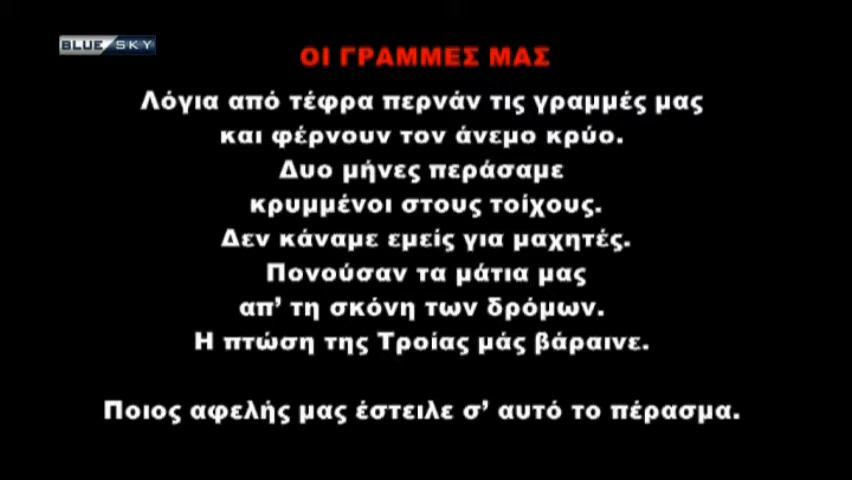 BLUE SKY
ΟΙ ΓΡΑΜΜΕΣ ΜΑΣ
Λόγια από τέφρα περνάν τις γραμμές μας
και φέρνουν τον άνεμο κρύο.
Δυο μήνες περάσαμε
κρυμμένοι στους τοίχους.
Δεν κάναμε εμείς για μαχητές.
Πονούσαν τα μάτια μας
απ’ τη σκόνη των δρόμων.
Η πτώση της Τροίας μάς βάραινε.
Ποιος αφελής μας έστειλε σ’ αυτό το πέρασμα.